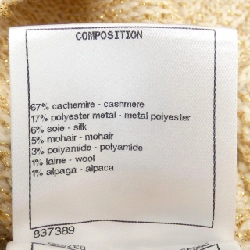 COMPOSITION
67% cachemire - cashmere
17% polyester metal - metal polyester
6% soie - silk
5% mohair - mohair
3% polyamide - polyamide
1% laine - wool
1% alpaga - alpaca
837389